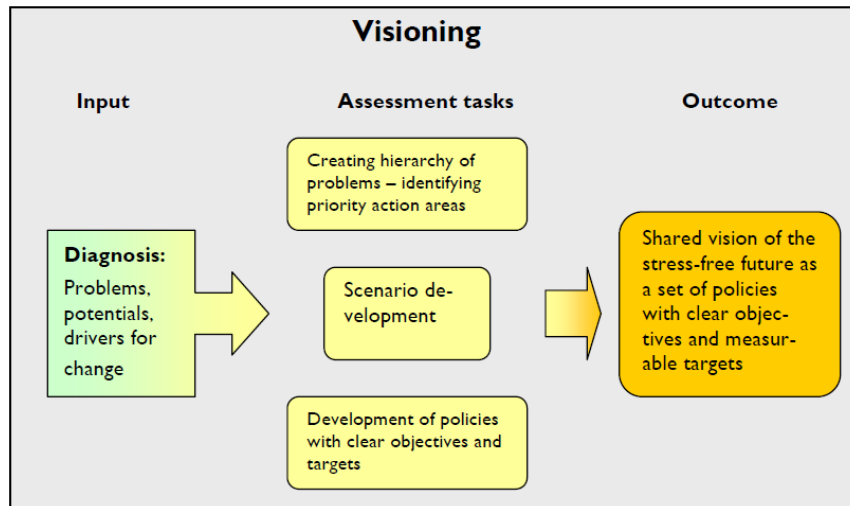 Visioning
Input
Assessment tasks
Outcome
Diagnosis:
Problems,
potentials,
drivers for
change
Creating hierarchy of
problems – identifying
priority action areas
Scenario de-
velopment
Development of policies
with clear objectives and
targets
Shared vision of the
stress-free future as
a set of policies
with clear objec-
tives and measur-
able targets